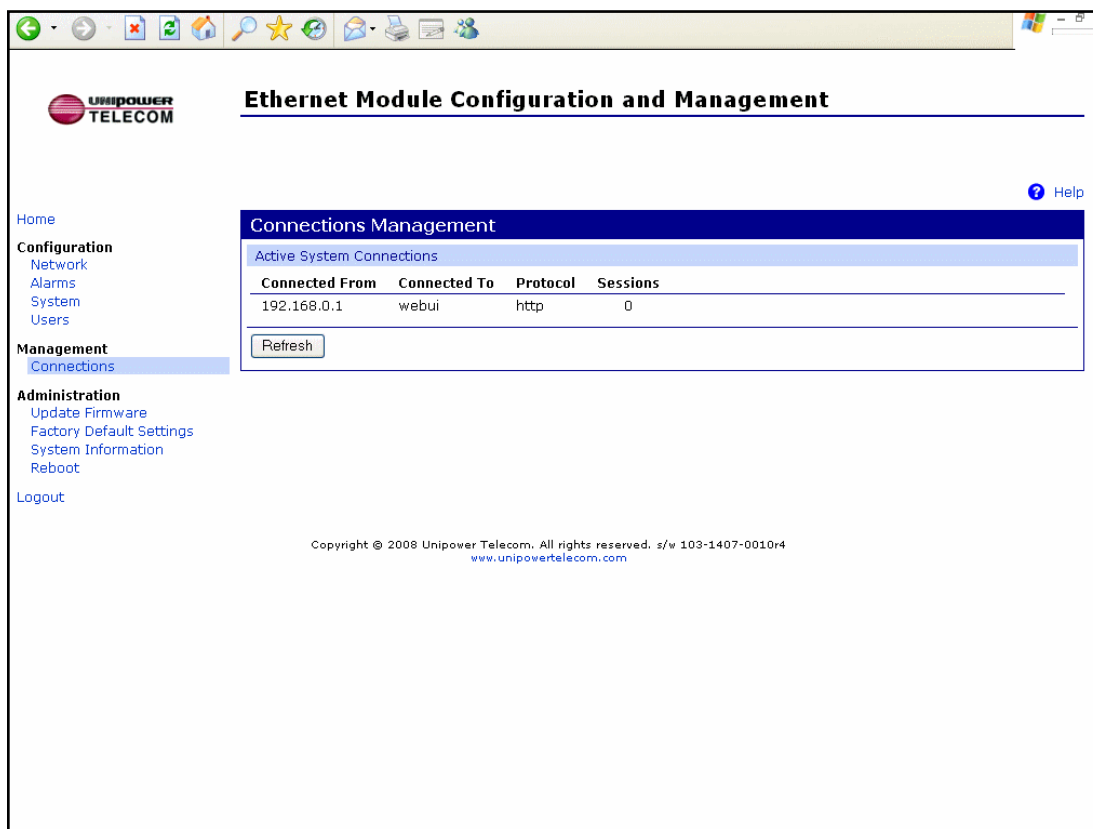 UNIPOWER
TELECOM
Ethernet Module Configuration and Management
? Help
Home
Configuration
Network
Alarms
System
Users
Management
Connections
Administration
Update Firmware
Factory Default Settings
System Information
Reboot
Logout
Connections Management
Active System Connections
Connected From Connected To Protocol Sessions
192.168.0.1 webui http 0
Refresh
Copyright © 2008 Unipower Telecom. All rights reserved. s/w 103-1407-0010r4
www.unipowertelecom.com